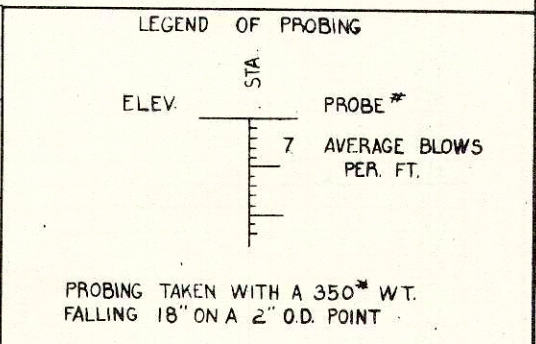 LEGEND OF PROBING
STA.
ELEV. PROBE #
7 AVERAGE BLOWS
PER. FT.
PROBING TAKEN WITH A 350# WT.
FALLING 18" ON A 2" O.D. POINT